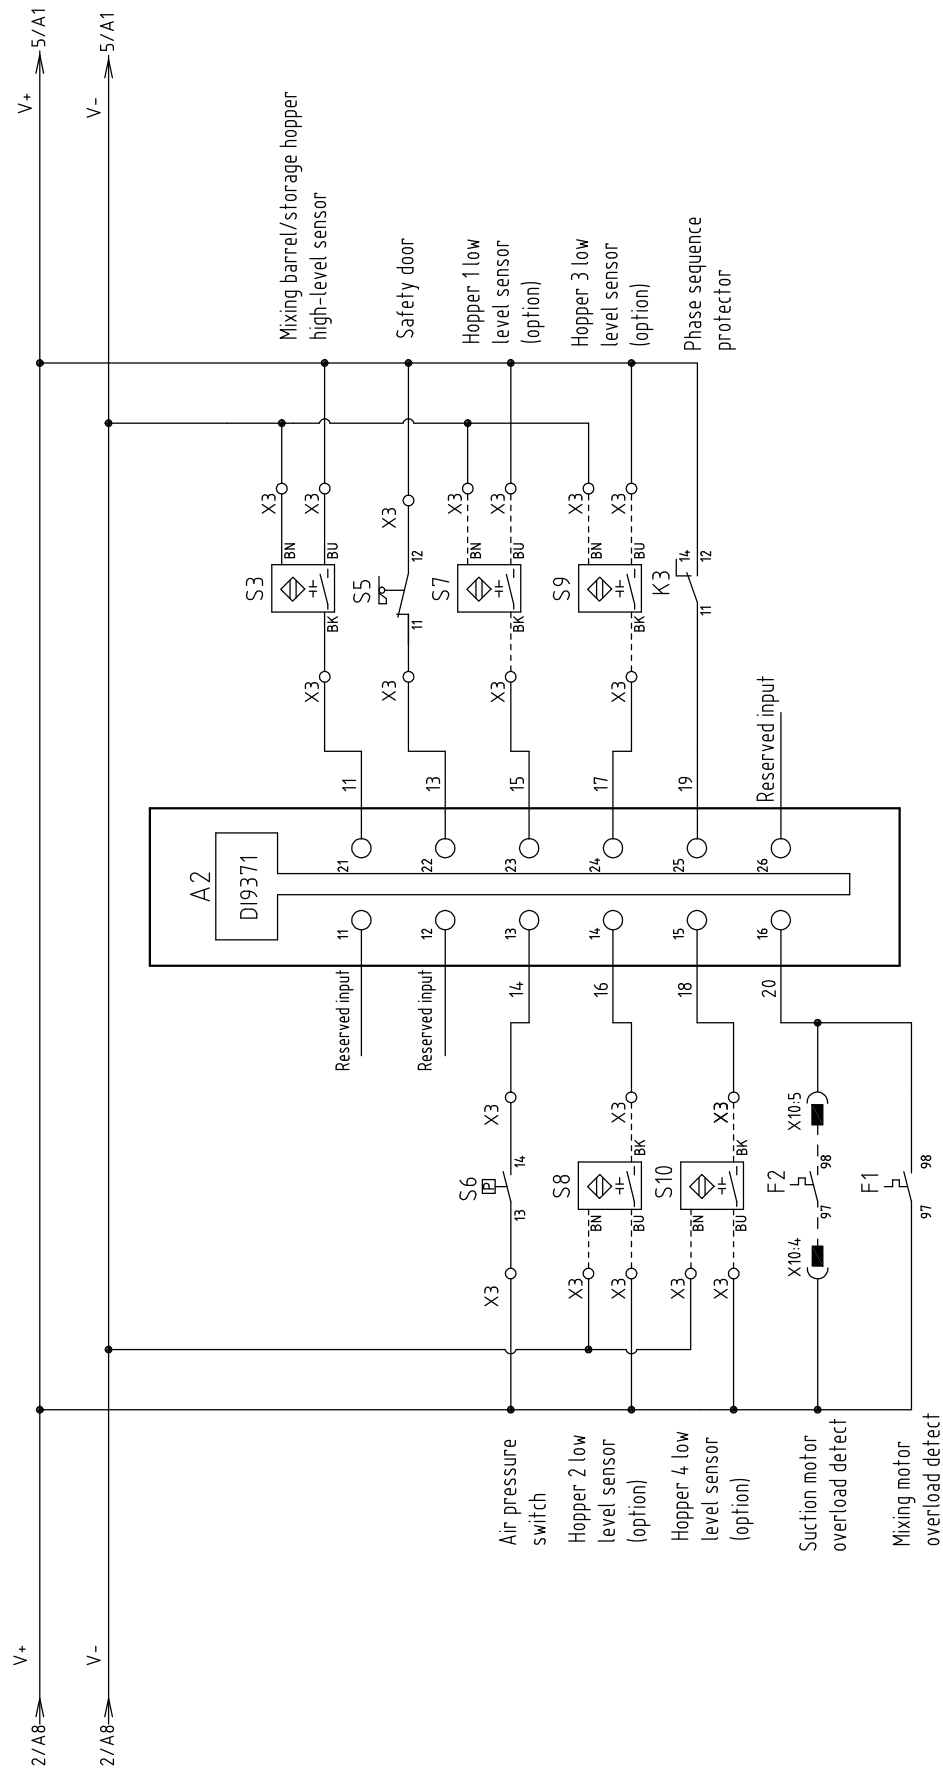 2/A8
V+
V+
5/A1
2/A8
V-
V-
5/A1
Mixing barrel/storage hopper
high-level sensor
Safety door
Hopper 1 low
level sensor
(option)
Hopper 3 low
level sensor
(option)
Phase sequence
protector
X3
X3
BN
BU
S3
BK
X3
X3
12
S5
11
X3
X3
X3
BN
BU
S7
BK
X3
X3
X3
BN
BU
S9
BK
X3
14
12
K3
11
11
13
15
17
19
Reserved input
A2
DI9371
21
22
23
24
25
26
11
12
13
14
15
16
Reserved input
Reserved input
14
16
18
20
X3
14
S6
P
13
X3
X3
BK
S8
BN
BU
X3
X3
X3
BK
S10
BN
BU
X3
X3
X10:5
98
F2
97
X10:4
98
F1
97
Air pressure
switch
Hopper 2 low
level sensor
(option)
Hopper 4 low
level sensor
(option)
Suction motor
overload detect
Mixing motor
overload detect